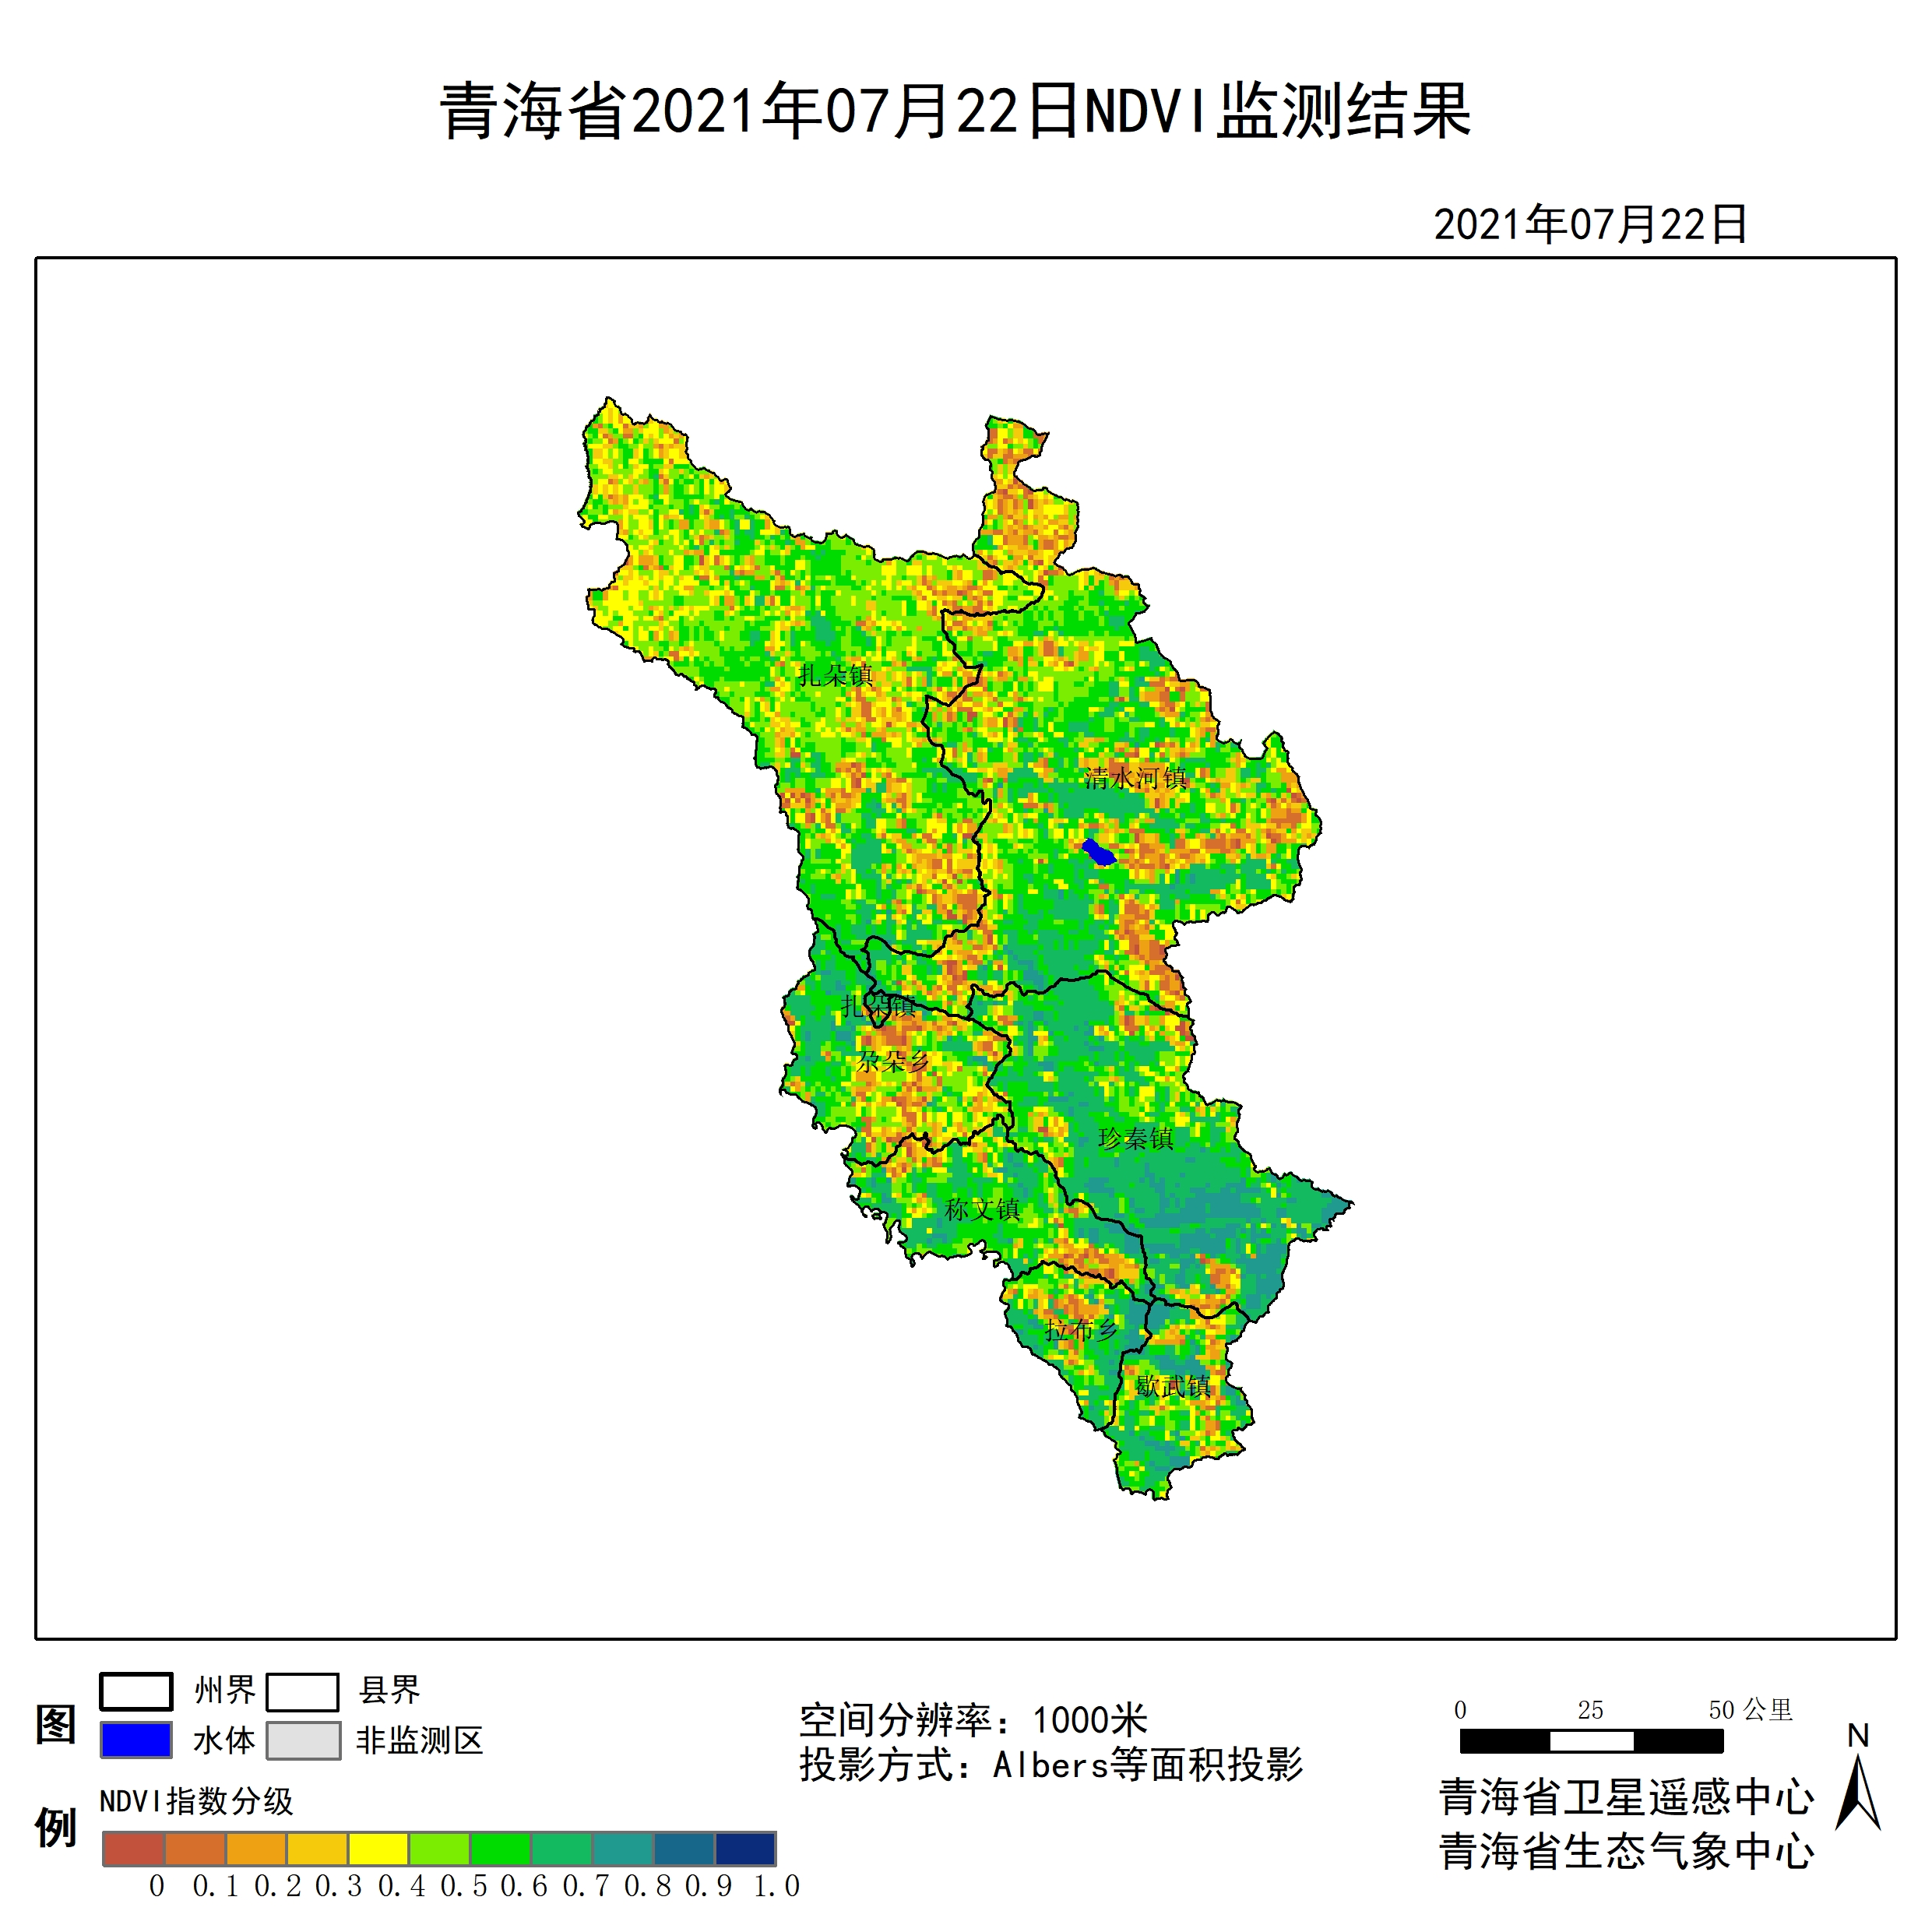 青海省2021年07月22日NDVI监测结果
2021年07月22日
扎朵镇
清水河镇
扎朵镇
尕朵乡
珍秦镇
称文镇
拉布乡
歇武镇
图例
州界
县界
水体
非监测区
NDVI指数分级
0 0.1 0.2 0.3 0.4 0.5 0.6 0.7 0.8 0.9 1.0
空间分辨率：1000米
投影方式：Albers等面积投影
0 25 50 公里
N
青海省卫星遥感中心
青海省生态气象中心